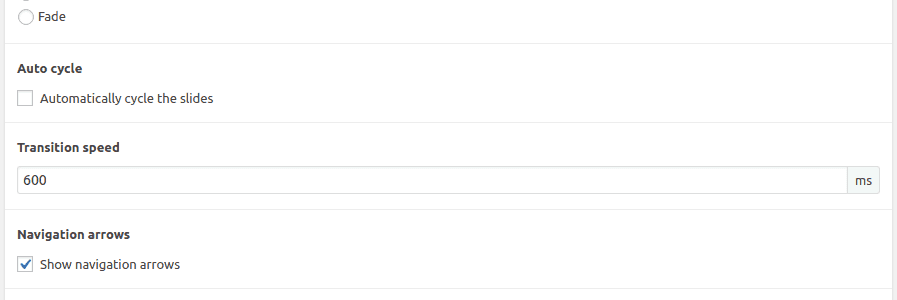 Fade
Auto cycle
Automatically cycle the slides
Transition speed
600 ms
Navigation arrows
Show navigation arrows